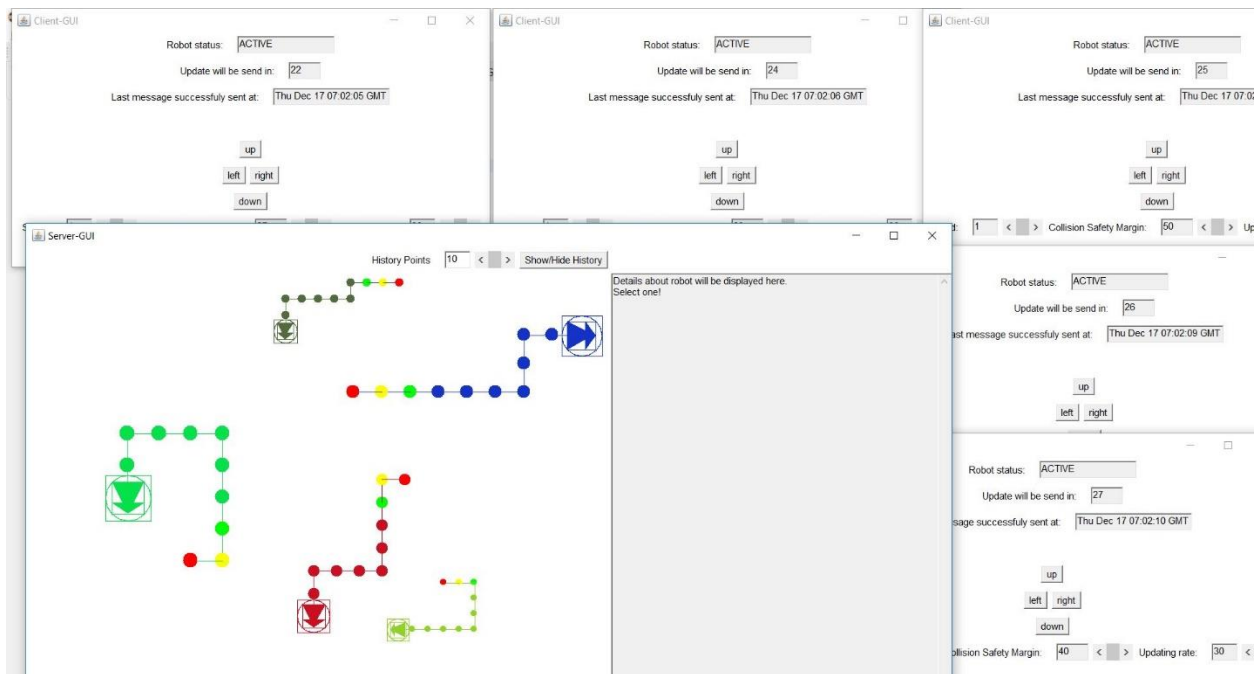 Client-GUI
Robot status: ACTIVE
Update will be send in: 22
Last message successfuly sent at: Thu Dec 17 07:02:05 GMT
up
left right
down
Client-GUI
Robot status: ACTIVE
Update will be send in: 24
Last message successfuly sent at: Thu Dec 17 07:02:06 GMT
up
left right
down
Client-GUI
Robot status: ACTIVE
Update will be send in: 25
Last message successfuly sent at: Thu Dec 17 07:02
up
left right
down
1 < > Collision Safety Margin: 50 < >
Server-GUI
History Points 10 < > Show/Hide History
Details about robot will be displayed here.
Select one!
Robot status: ACTIVE
Update will be send in: 26
message successfuly sent at: Thu Dec 17 07:02:09 GMT
up
left right
Robot status: ACTIVE
Update will be send in: 27
successfuly sent at: Thu Dec 17 07:02:10 GMT
up
left right
down
Safety Margin: 40 < > Updating rate: 30 <